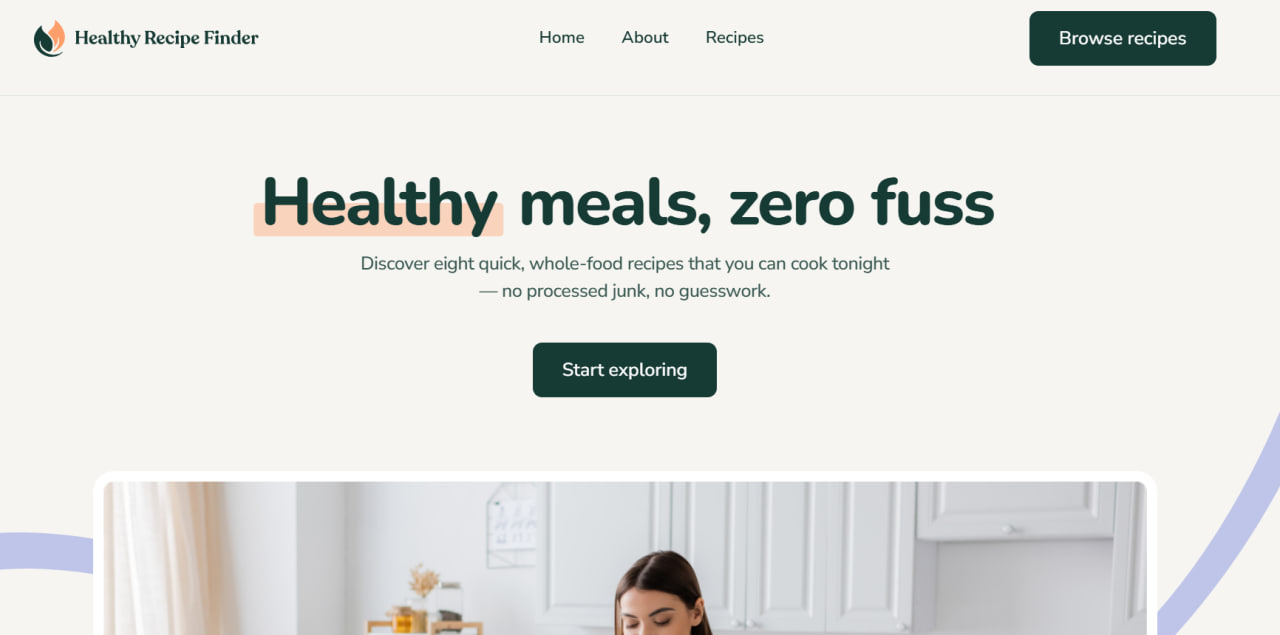 Healthy Recipe Finder
Home
About
Recipes
Browse recipes
Healthy meals, zero fuss
Discover eight quick, whole-food recipes that you can cook tonight
— no processed junk, no guesswork.
Start exploring